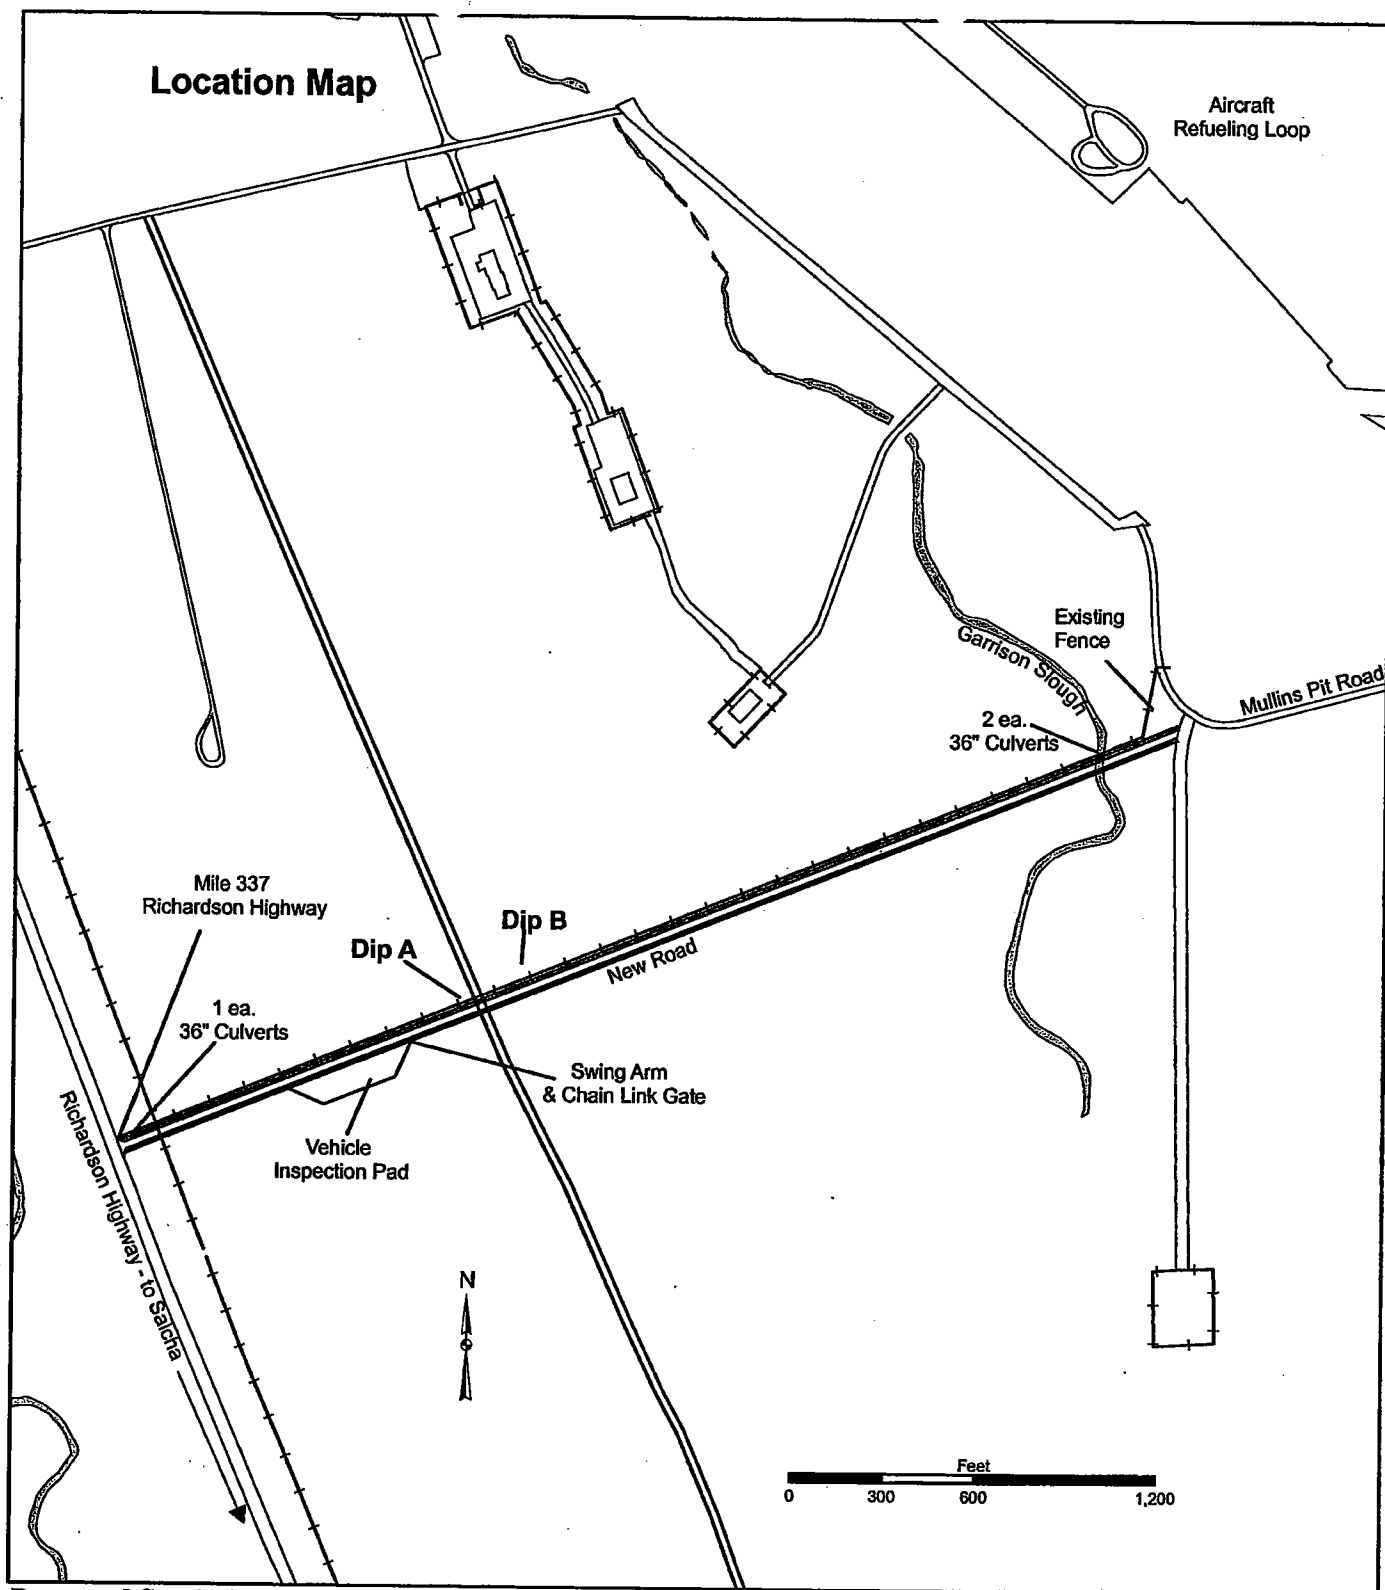 Location Map
Aircraft
Refueling Loop
Existing
Fence
Garrison Slough
Mullins Pit Road
2 ea.
36" Culverts
Mile 337
Richardson Highway
Dip B
Dip A
New Road
1 ea.
36" Culverts
Swing Arm
& Chain Link Gate
Vehicle
Inspection Pad
Richardson Highway - to Salcha
N
Feet
0 300 600 1,200